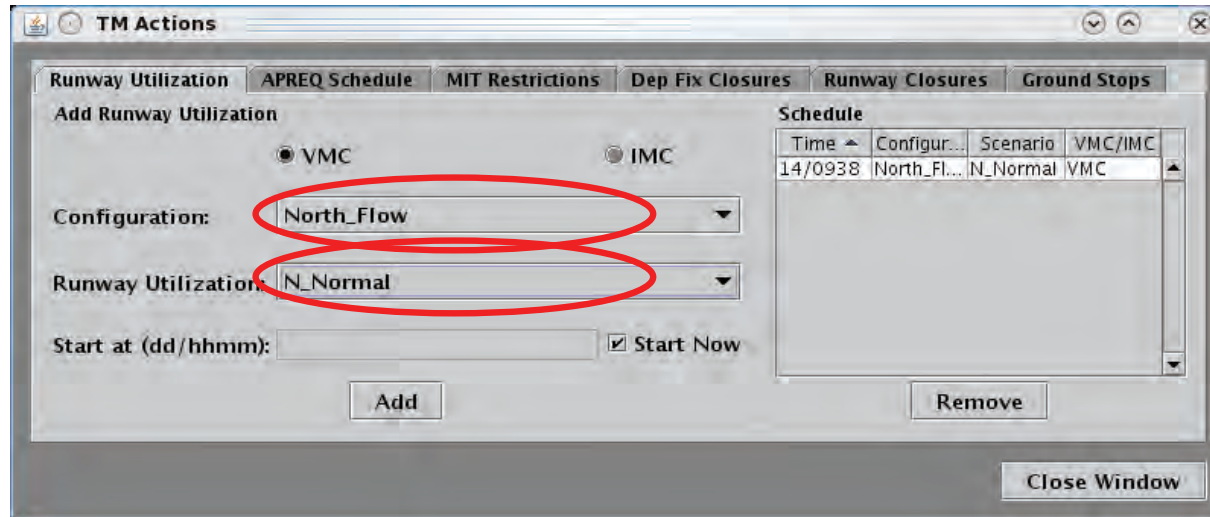 TM Actions
Runway Utilization APREQ Schedule MIT Restrictions Dep Fix Closures Runway Closures Ground Stops
Add Runway Utilization
VMC IMC
Configuration: North_Flow
Runway Utilization: N_Normal
Start at (dd/hhmm): Start Now
Add
Schedule
Time Configur... Scenario VMC/IMC
14/0938 North_Fl... N_Normal VMC
Remove
Close Window